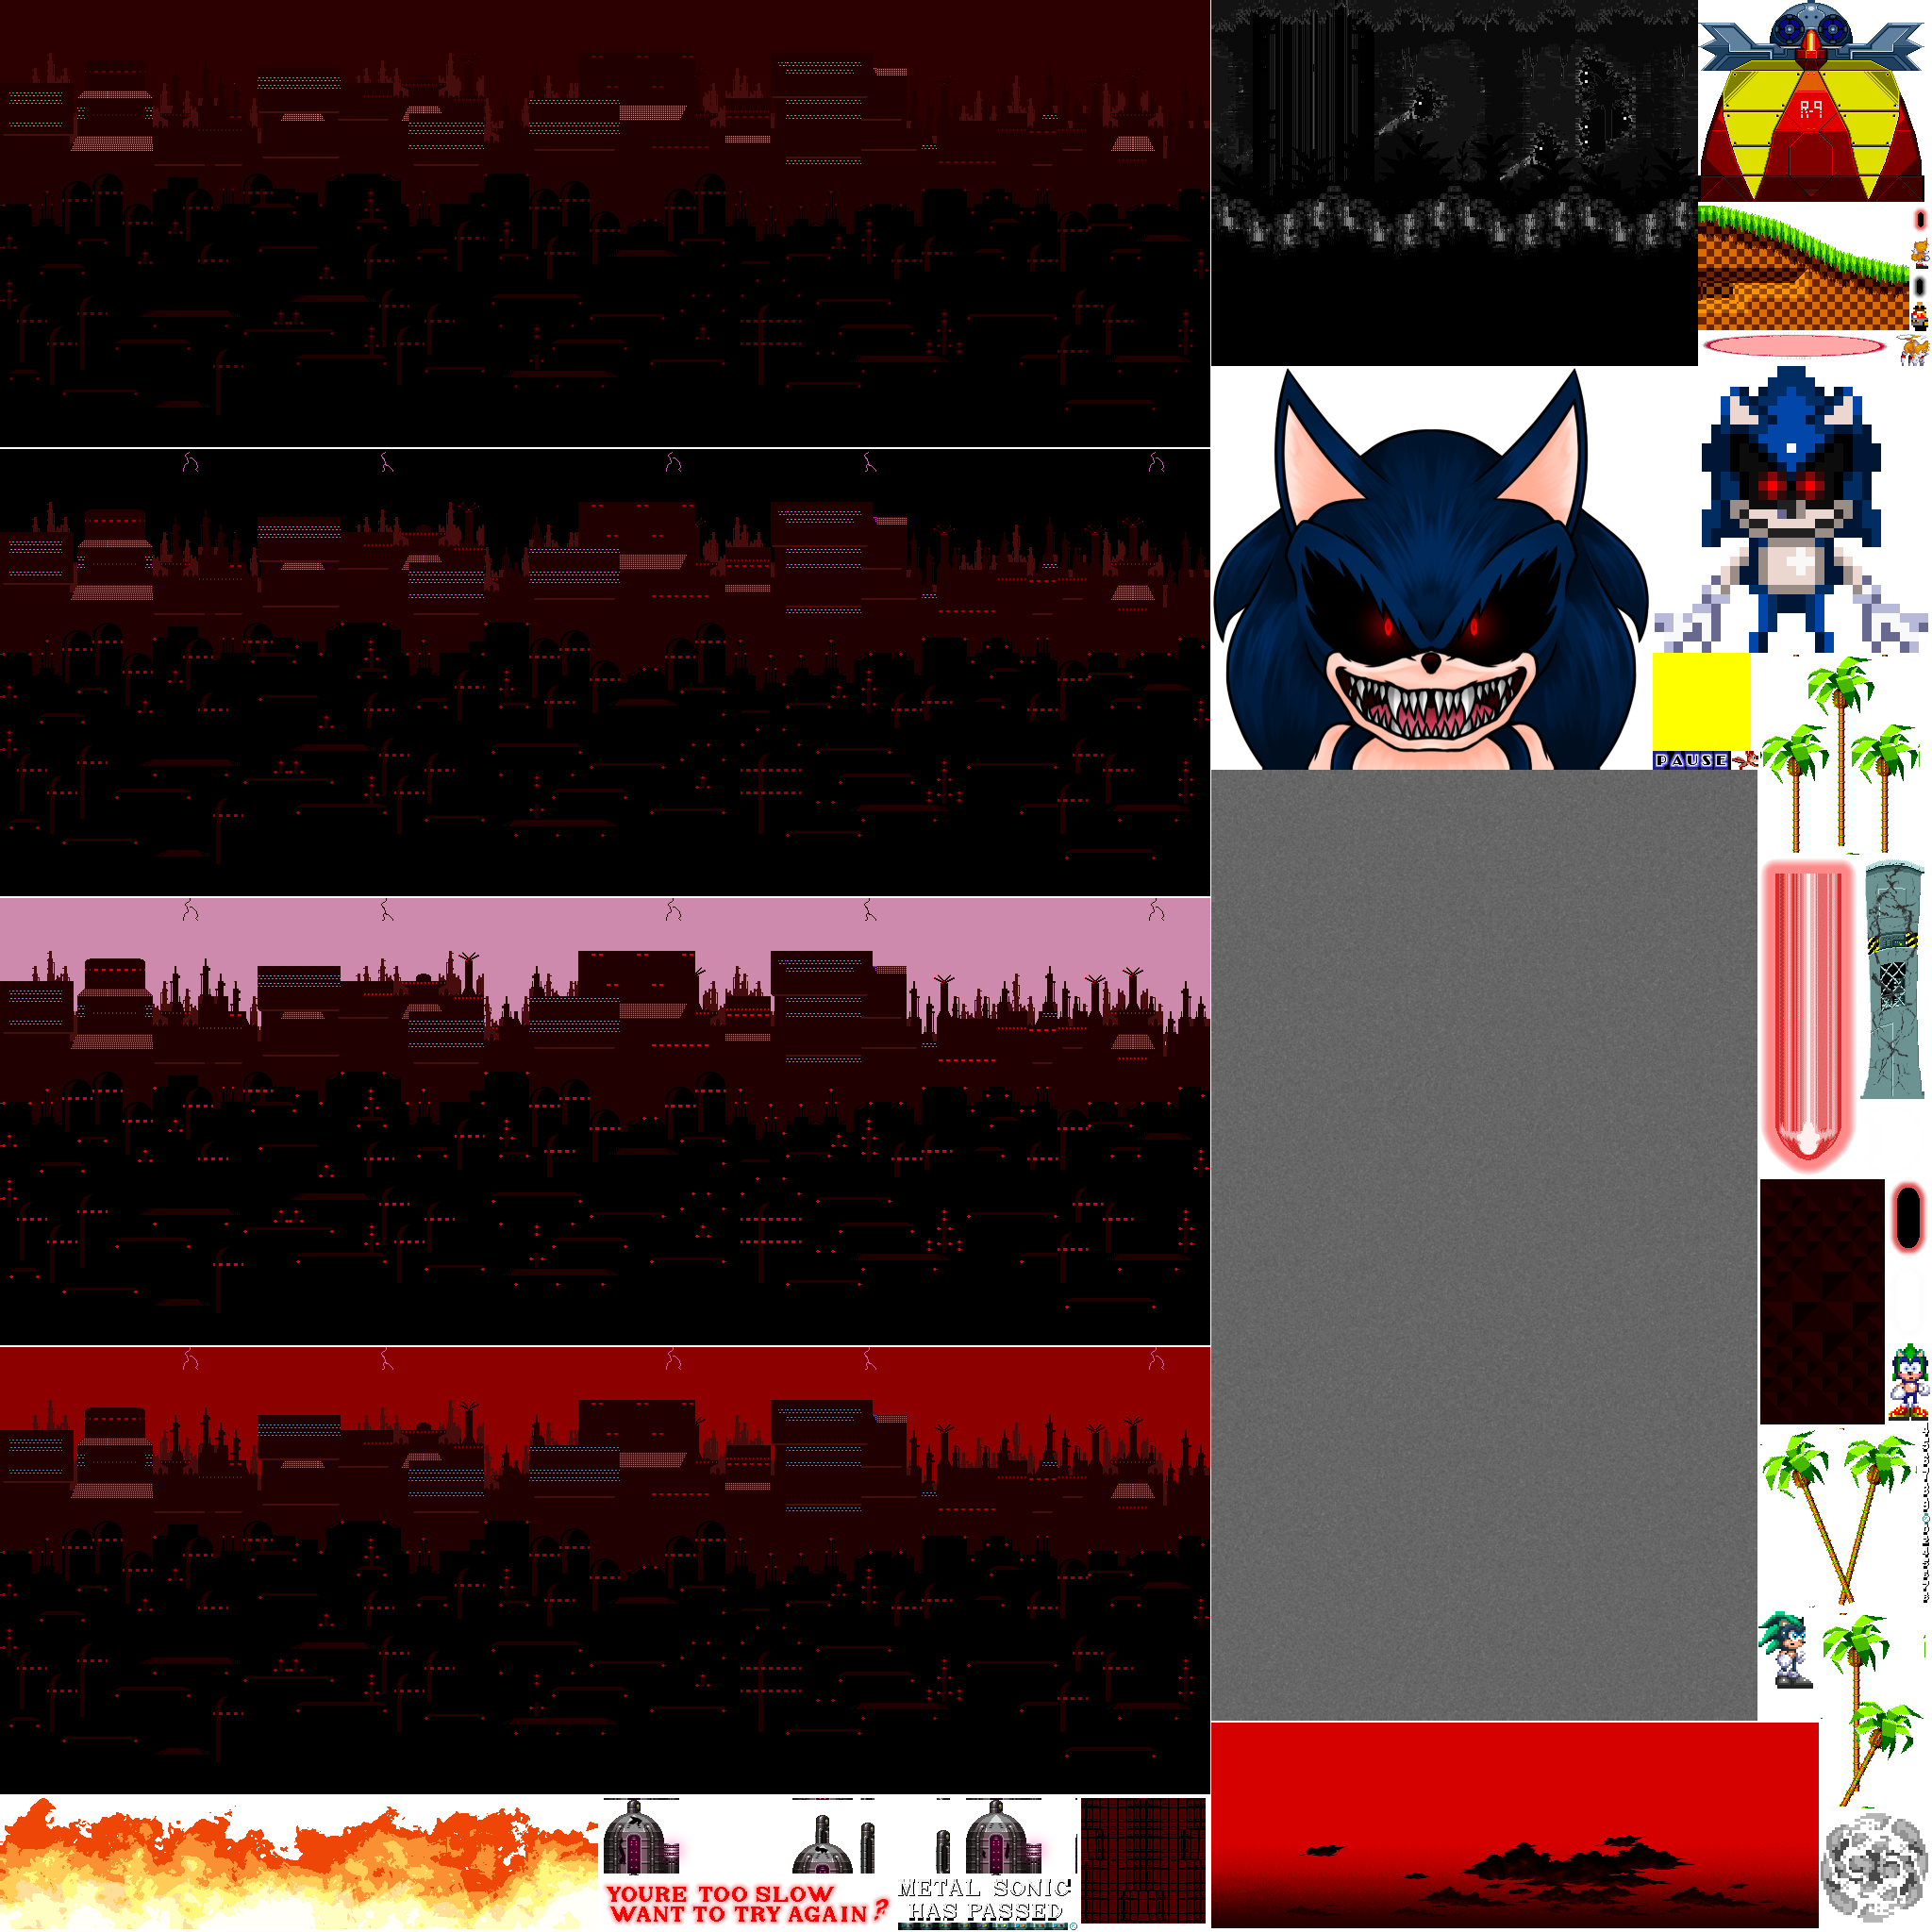 R-9
PAUSE
YOURE TOO SLOW
WANT TO TRY AGAIN?
METAL SONIC
HAS PASSED